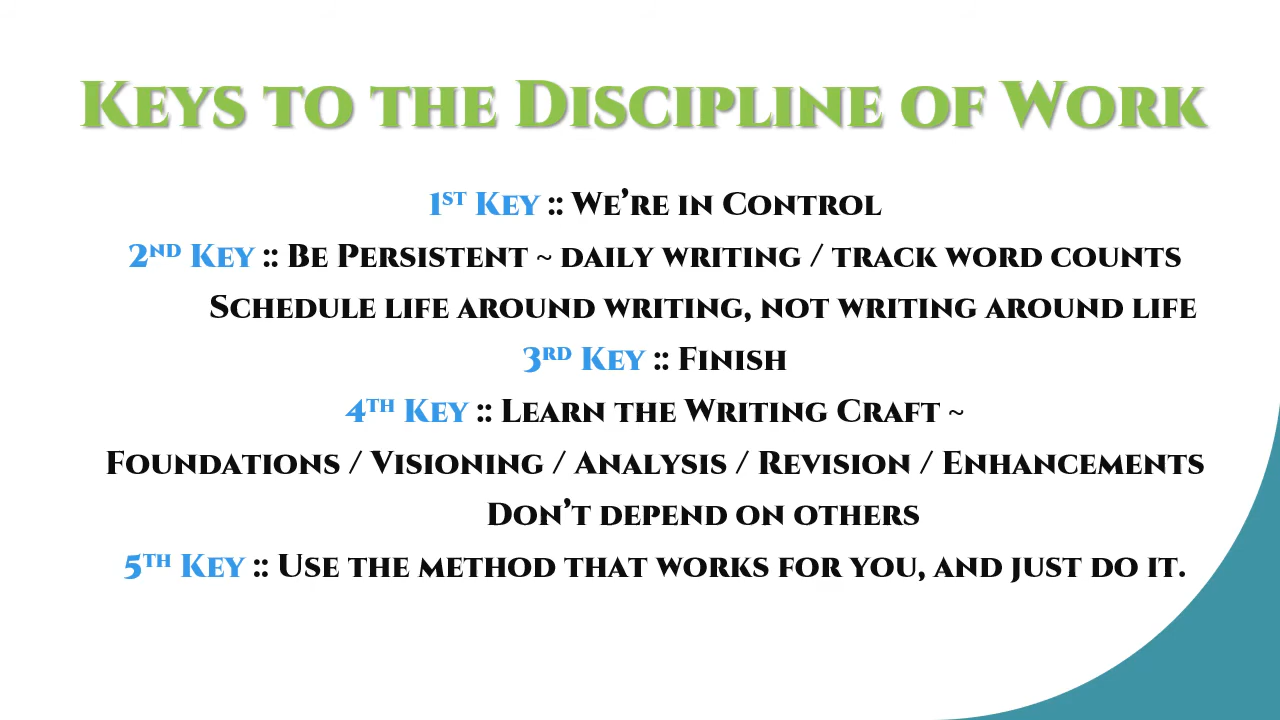 Keys to the Discipline of Work
1st Key :: We’re in Control
2nd Key :: Be Persistent ~ daily writing / track word counts
Schedule life around writing, not writing around life
3rd Key :: Finish
4th Key :: Learn the Writing Craft ~
Foundations / Visioning / Analysis / Revision / Enhancements
Don’t depend on others
5th Key :: Use the method that works for you, and just do it.